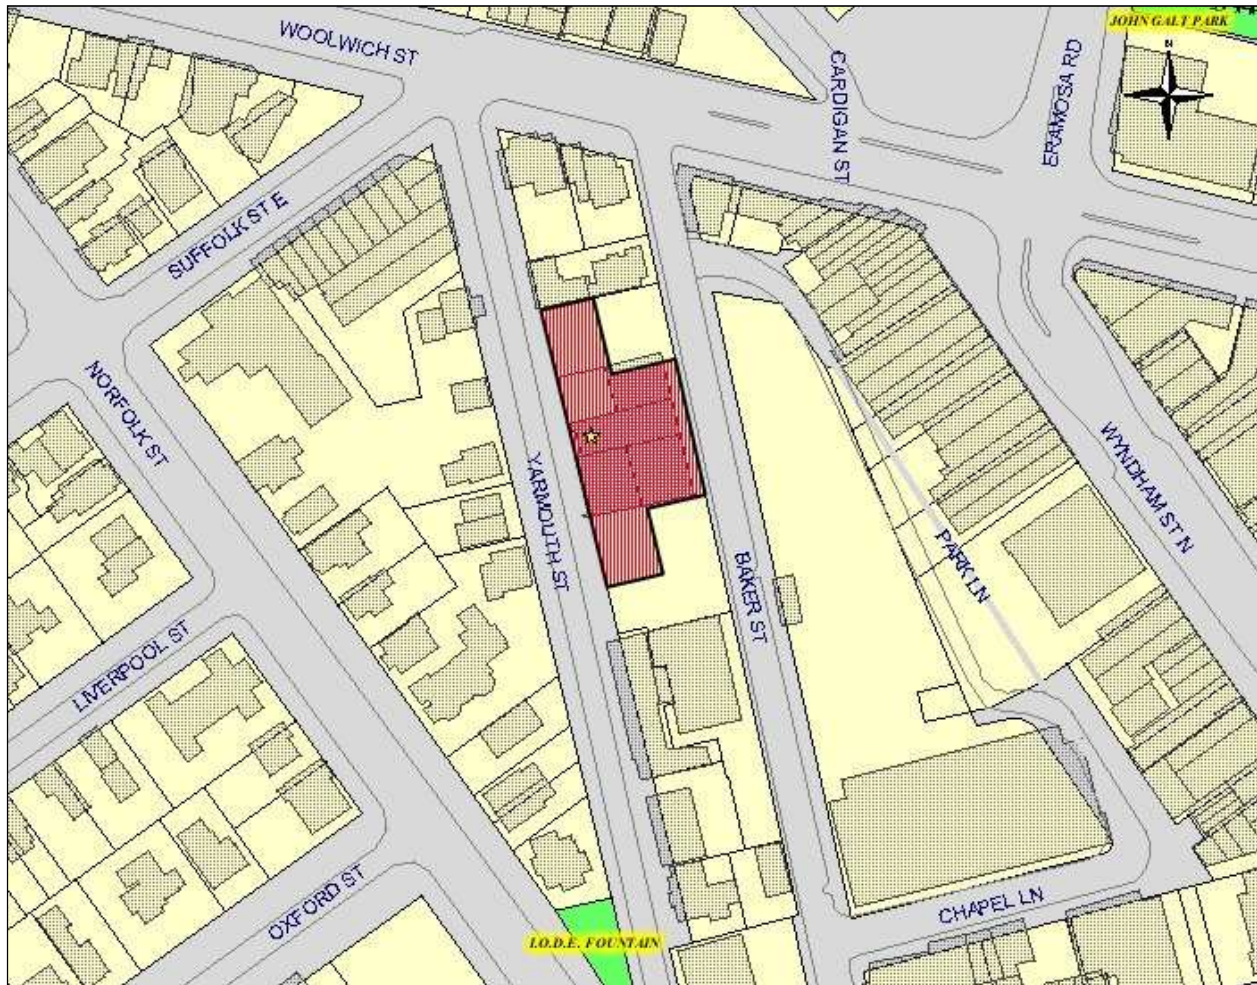 JOHN GALT PARK
WOOLWICH ST
N
CARDIGAN ST
ERAMOSA RD
SUFFOLK ST E
NORFOLK ST
YARMOUTH ST
WYNDHAM ST N
PARK LN
BAKER ST
LIVERPOOL ST
OXFORD ST
CHAPEL LN
I.O.D.E. FOUNTAIN